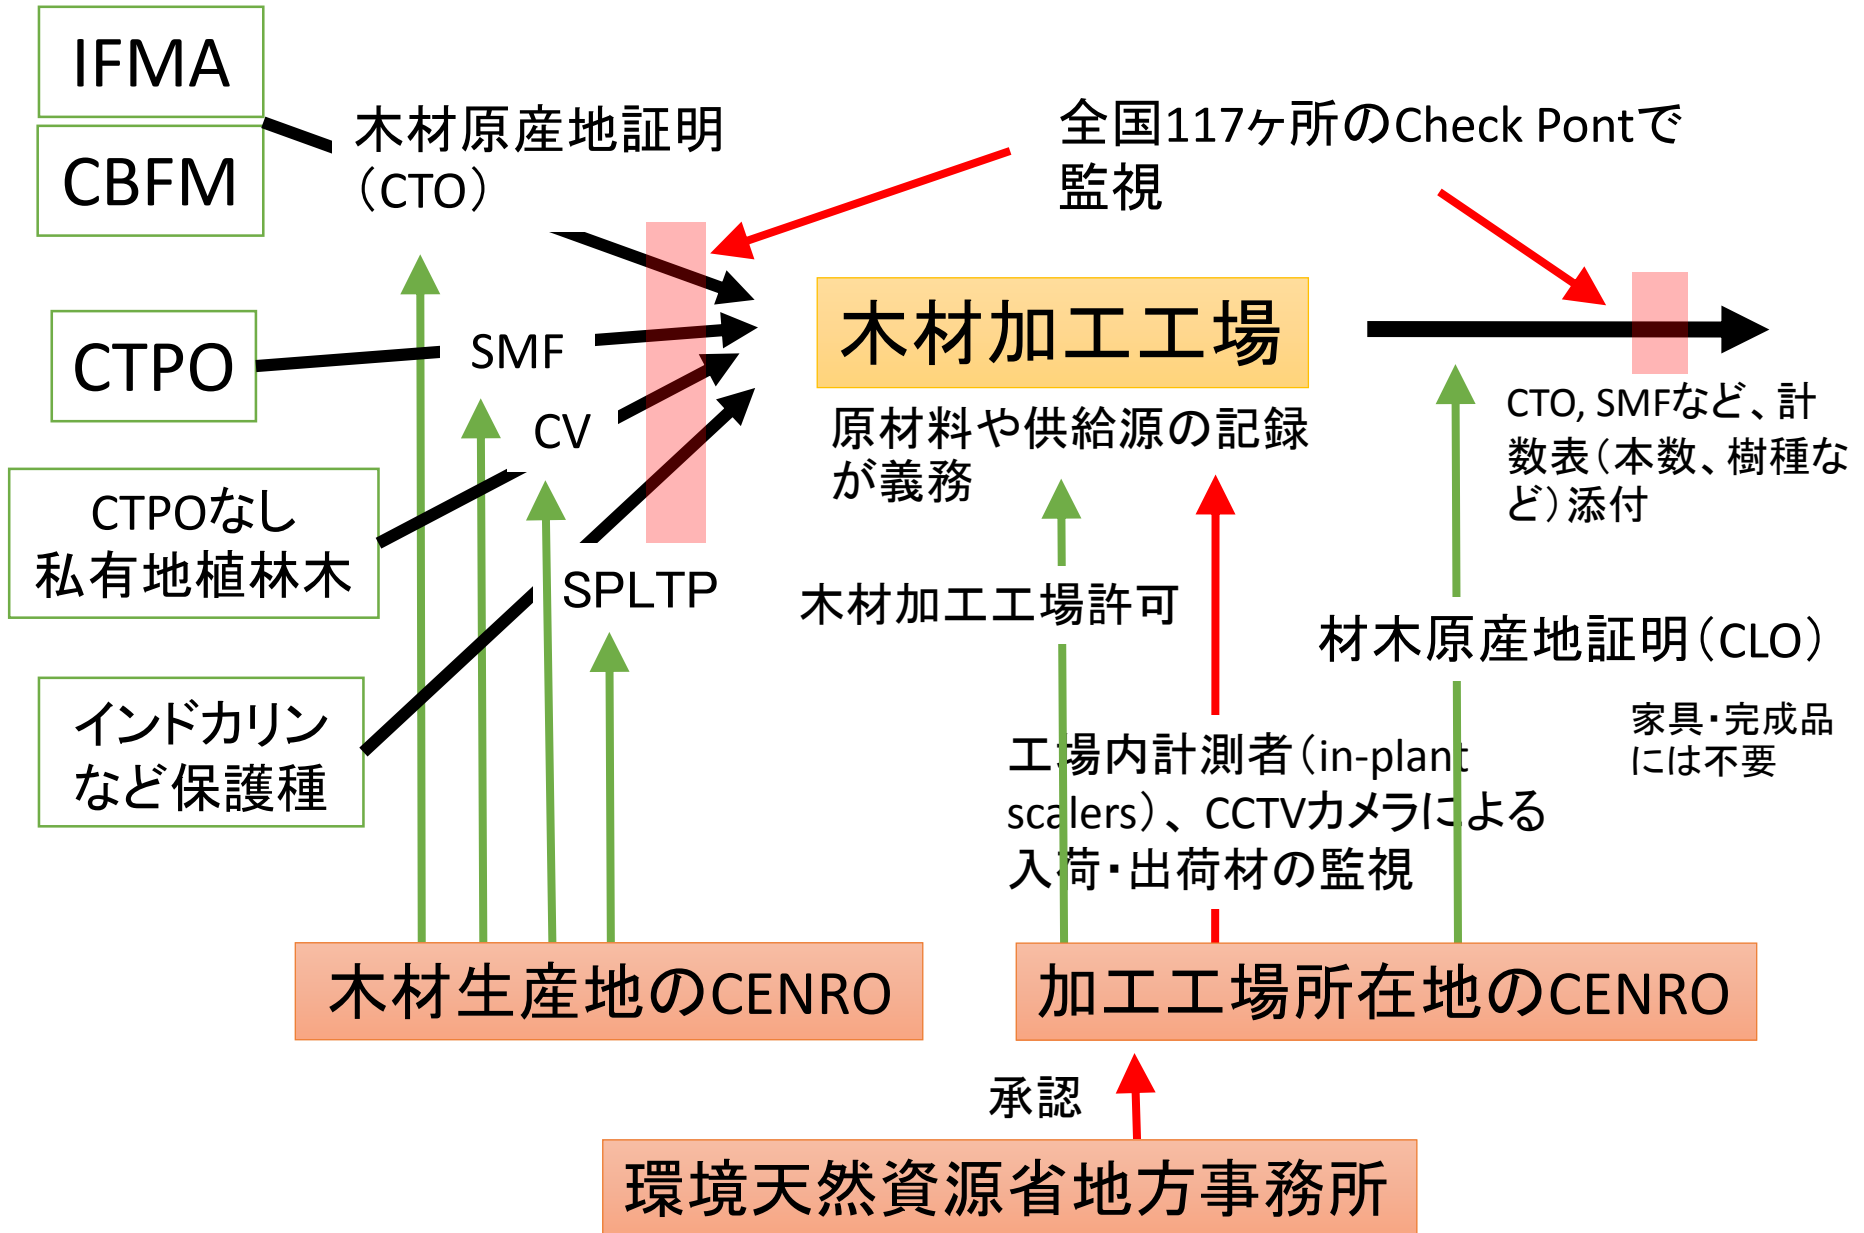 IFMA
CBFM
木材原産地証明
（CTO）
全国117ヶ所のCheck Pontで
監視
CTPO
SMF
CV
木材加工工場
原材料や供給源の記録
が義務
CTO, SMFなど、計
数表（本数、樹種な
ど）添付
CTPOなし
私有地植林木
SPLTP
木材加工工場許可
材木原産地証明（CLO）
家具・完成品
には不要
インドカリン
など保護種
工場内計測者（in-plant
scalers）、CCTVカメラによる
入荷・出荷材の監視
木材生産地のCENRO
加工工場所在地のCENRO
承認
環境天然資源省地方事務所